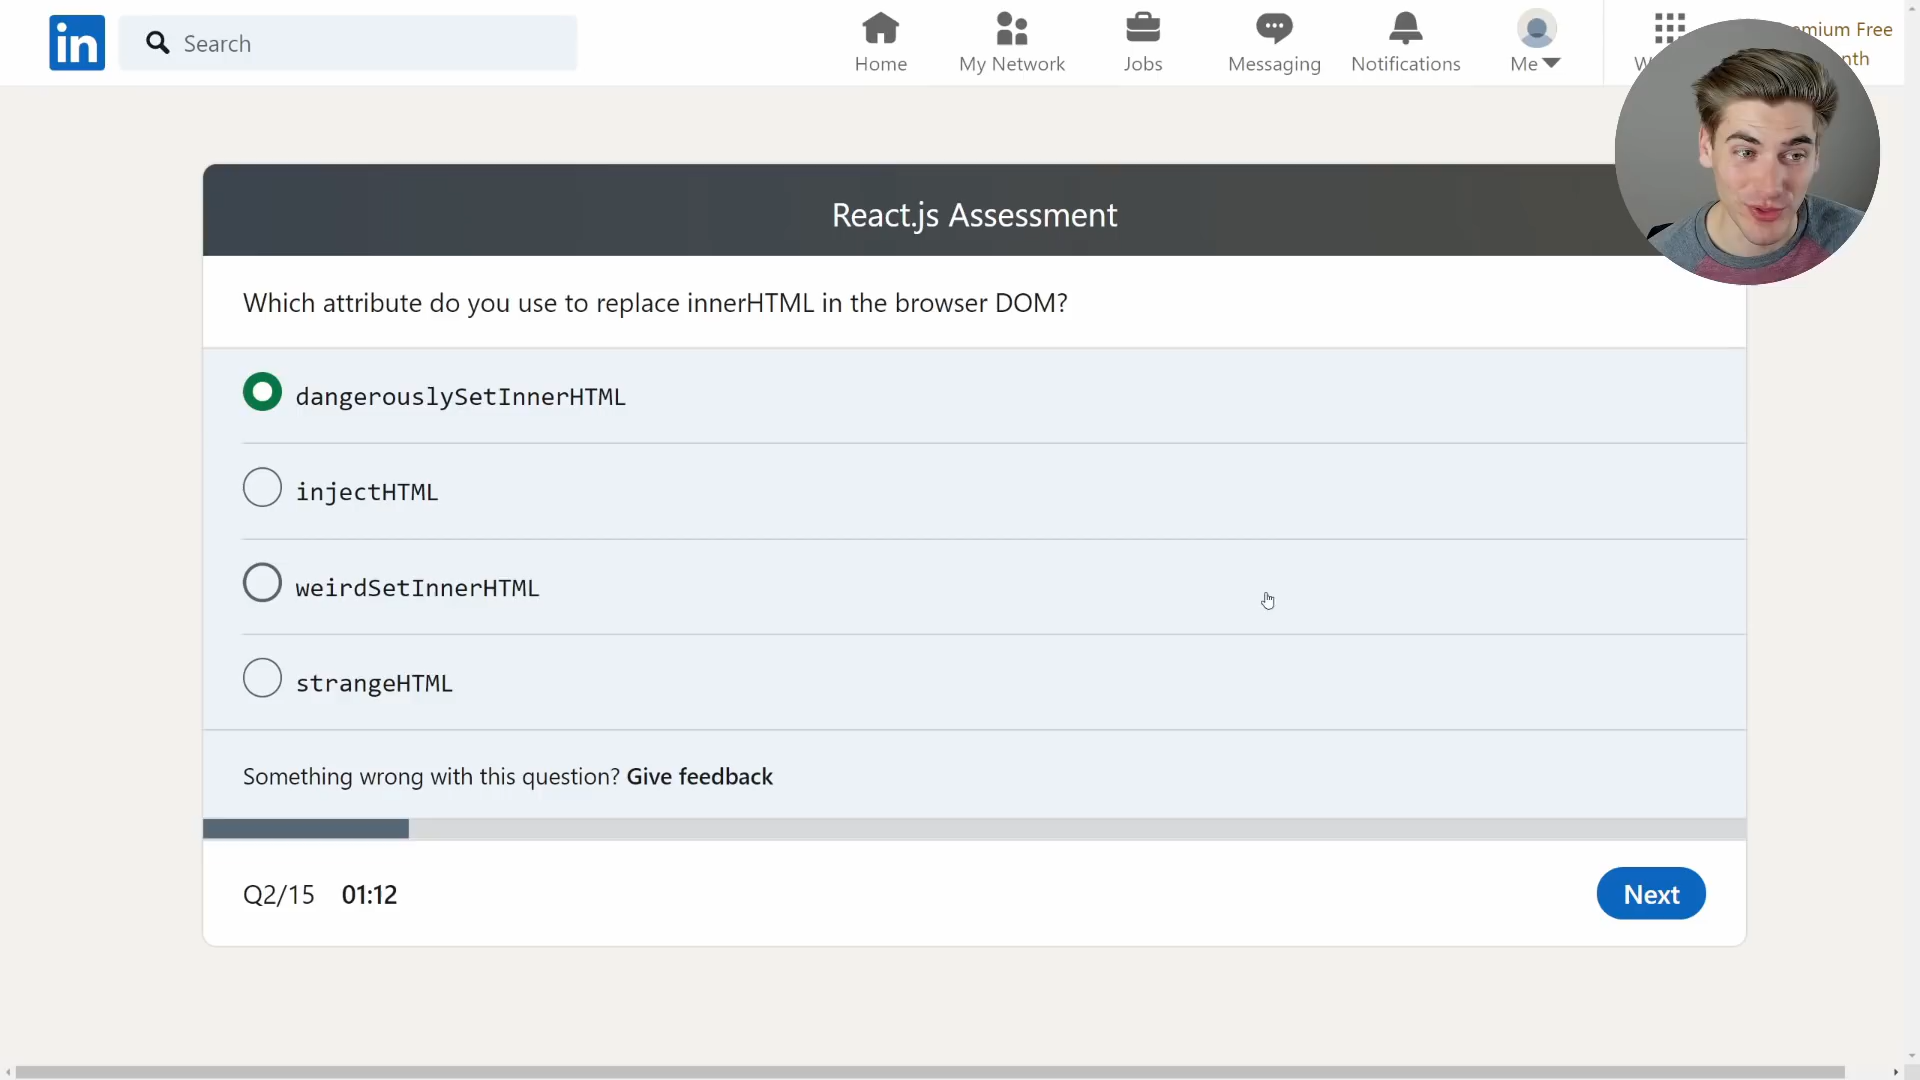 in
Search
Home
My Network
Jobs
Messaging
Notifications
Me
Free
React.js Assessment
Which attribute do you use to replace innerHTML in the browser DOM?
dangerouslySetInnerHTML
injectHTML
weirdSetInnerHTML
strangeHTML
Something wrong with this question? Give feedback
Q2/15 01:12
Next